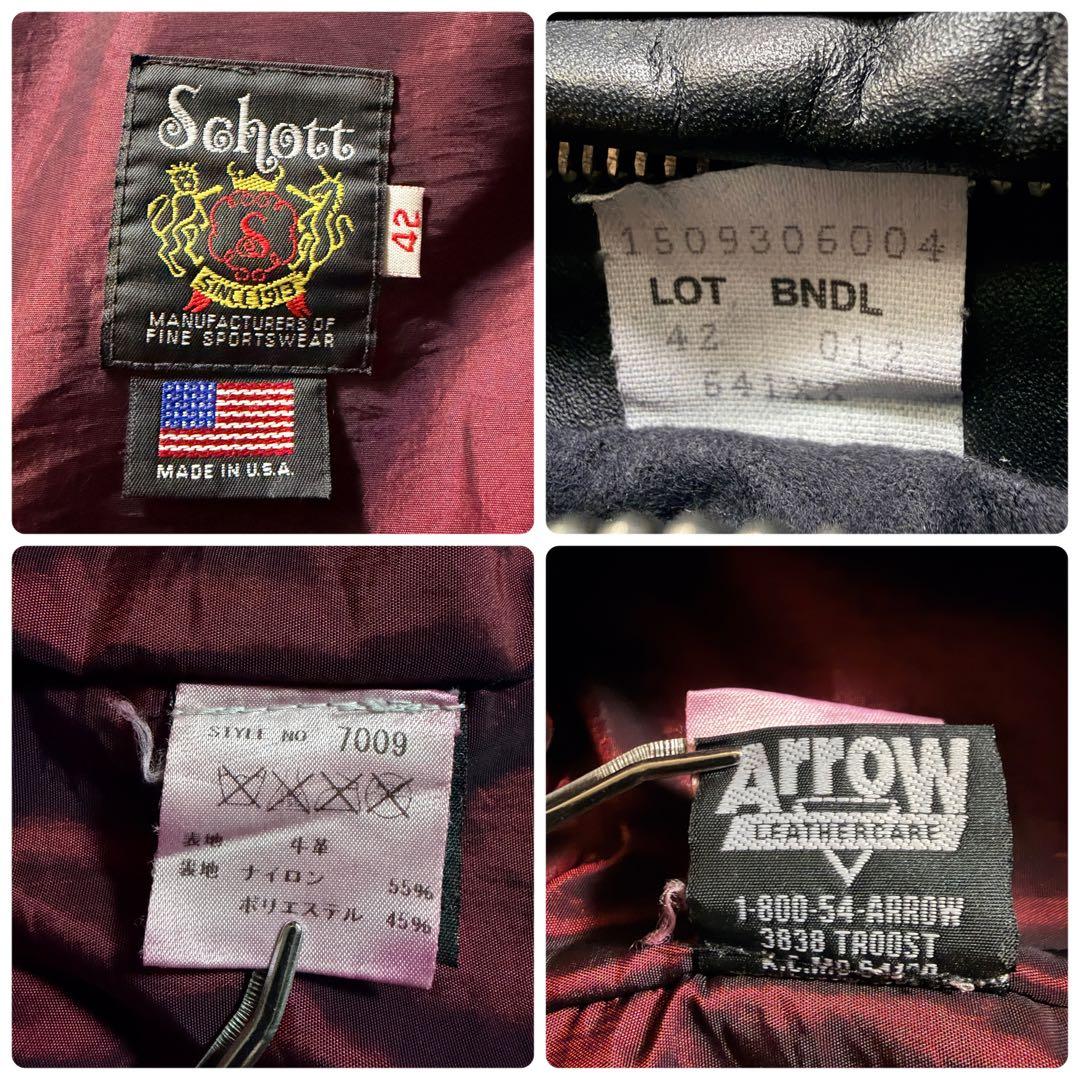 Schott
S
SINCE 1913
MANUFACTURERS OF
FINE SPORTSWEAR
42
MADE IN U.S.A.
1509306004
LOT BNDL
42 012
641XX
STYLE NO 7009
表地 牛革
裏地 ナイロン 55%
ポリエステル 45%
Arrow
LEATHERCARE
1-800-54-ARROW
3838 TROOST
K.C.Mo.